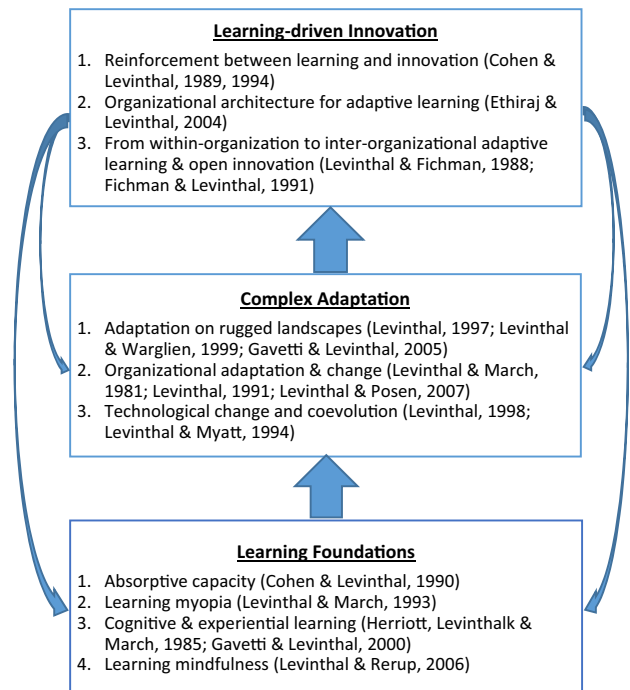 Learning-driven Innovation
1. Reinforcement between learning and innovation (Cohen &
Levinthal, 1989, 1994)
2. Organizational architecture for adaptive learning (Ethiraj &
Levinthal, 2004)
3. From within-organization to inter-organizational adaptive
learning & open innovation (Levinthal & Fichman, 1988;
Fichman & Levinthal, 1991)
Complex Adaptation
1. Adaptation on rugged landscapes (Levinthal, 1997; Levinthal
& Warglien, 1999; Gavetti & Levinthal, 2005)
2. Organizational adaptation & change (Levinthal & March,
1981; Levinthal, 1991; Levinthal & Posen, 2007)
3. Technological change and coevolution (Levinthal, 1998;
Levinthal & Myatt, 1994)
Learning Foundations
1. Absorptive capacity (Cohen & Levinthal, 1990)
2. Learning myopia (Levinthal & March, 1993)
3. Cognitive & experiential learning (Herriott, Levinthalk &
March, 1985; Gavetti & Levinthal, 2000)
4. Learning mindfulness (Levinthal & Rerup, 2006)